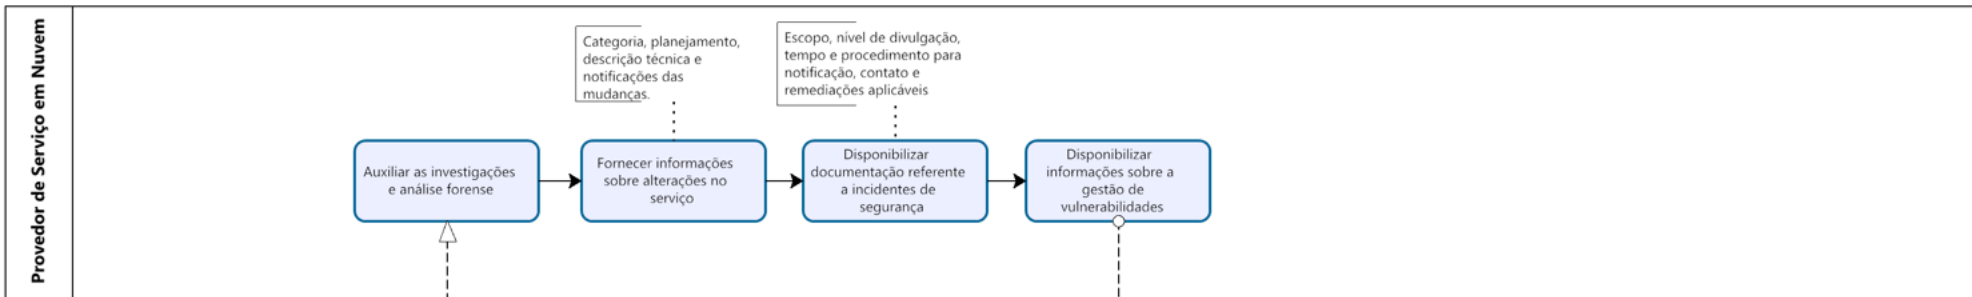 Provedor de Serviço em Nuvem
Categoria, planejamento,
descrição técnica e
notificações das
mudanças.
Escopo, nível de divulgação,
tempo e procedimento para
notificação, contato e
remediações aplicáveis
Auxiliar as investigações
e análise forense
Fornecer informações
sobre alterações no
serviço
Disponibilizar
documentação referente
a incidentes de
segurança
Disponibilizar
informações sobre a
gestão de
vulnerabilidades